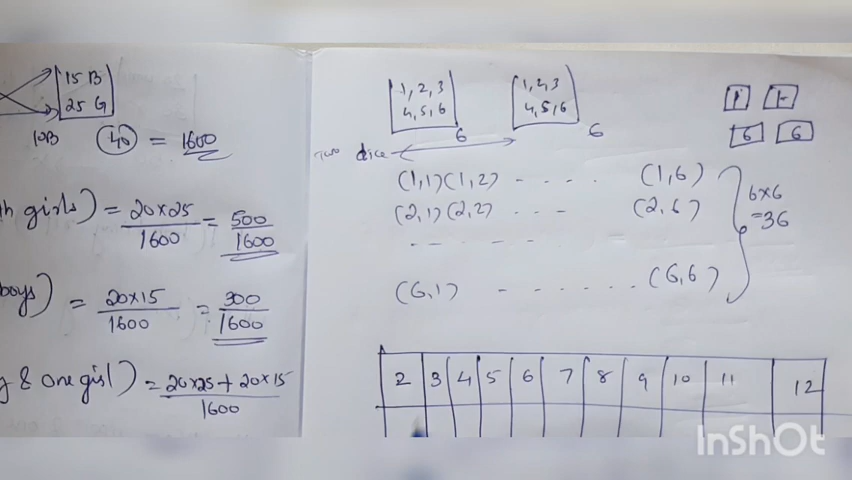 15 B
25 G
10B 40 = 1600
th girls) = 20×25 / 1600 = 500 / 1600
boys) = 20×15 / 1600 = 300 / 1600
y & one girl) = 20×25 + 20×15 / 1600
1, 2, 3
4, 5, 6
6
1, 2, 3
4, 5, 6
6
1
6 6
Two dice
(1,1) (1,2) - - - - (1,6)
(2,1) (2,2) - - - (2,6)
- - - - - - -
(6,1) - - - - - - (6,6)
6×6
=36
2 3 4 5 6 7 8 9 10 11 12
InShOt